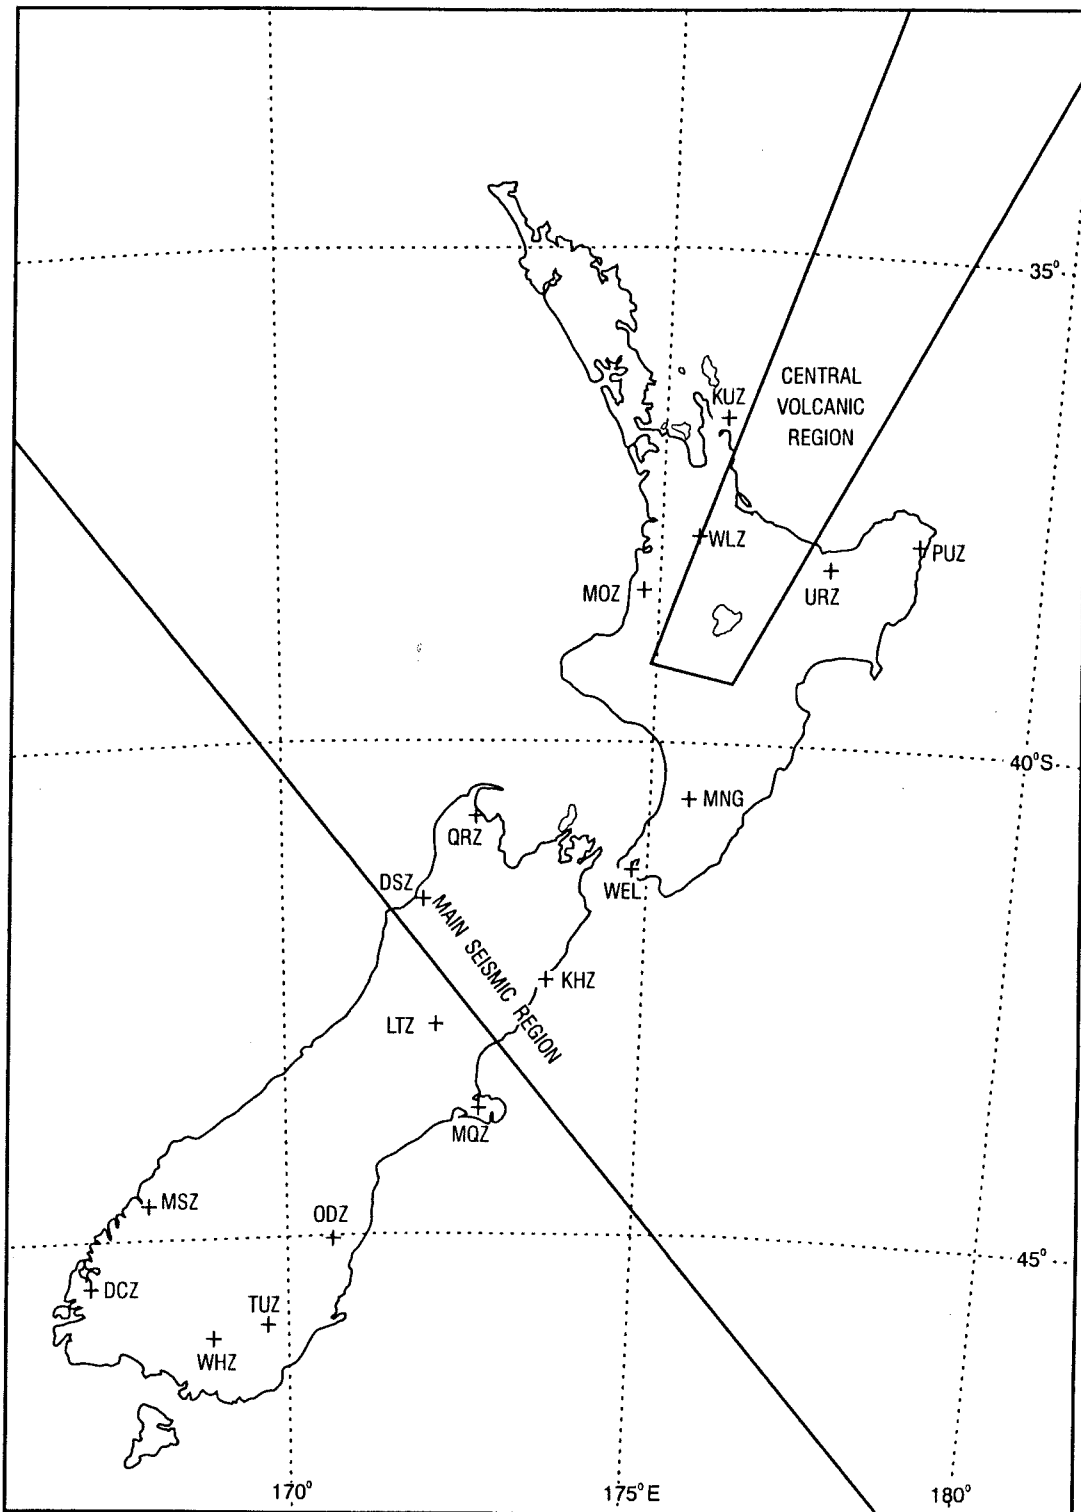 35°
CENTRAL
VOLCANIC
REGION
KUZ
WLZ
PUZ
MOZ
URZ
40°S
MNG
QRZ
DSZ
WEL
MAIN SEISMIC REGION
KHZ
LTZ
MQZ
MSZ
ODZ
45°
DCZ
TUZ
WHZ
170°
175°E
180°